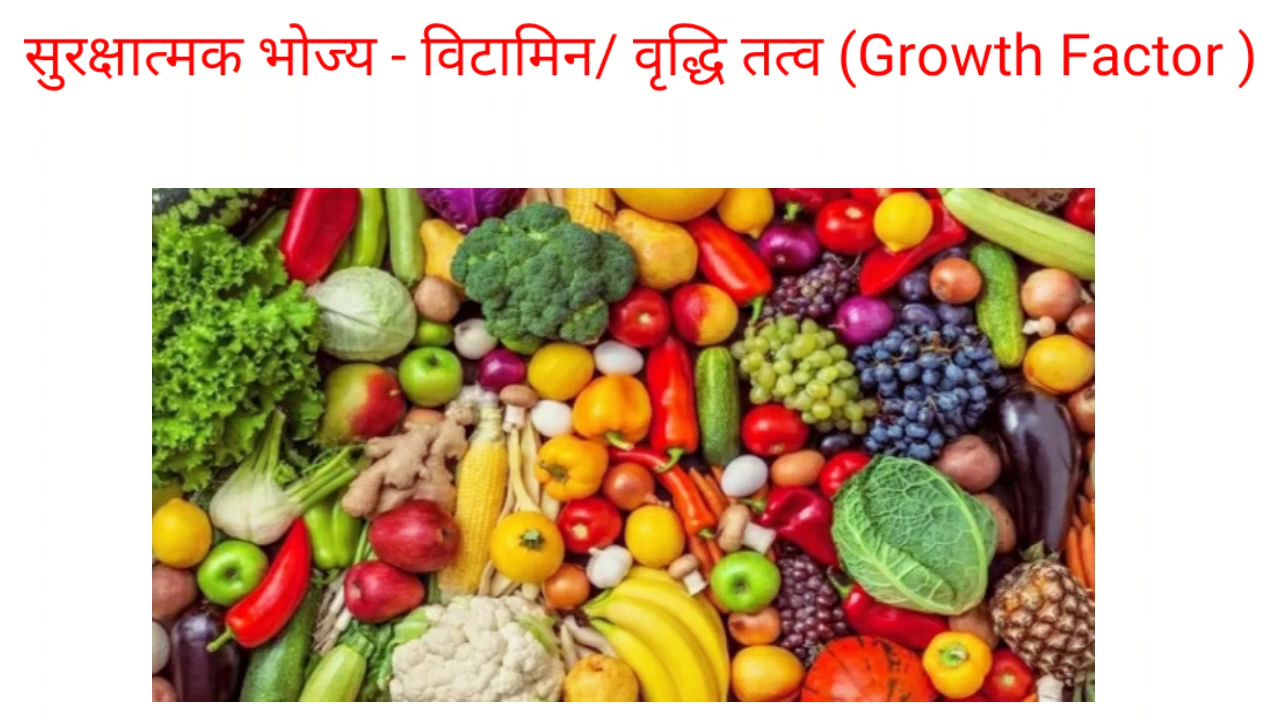 सुरक्षात्मक भोज्य - विटामिन/ वृद्धि तत्व (Growth Factor )